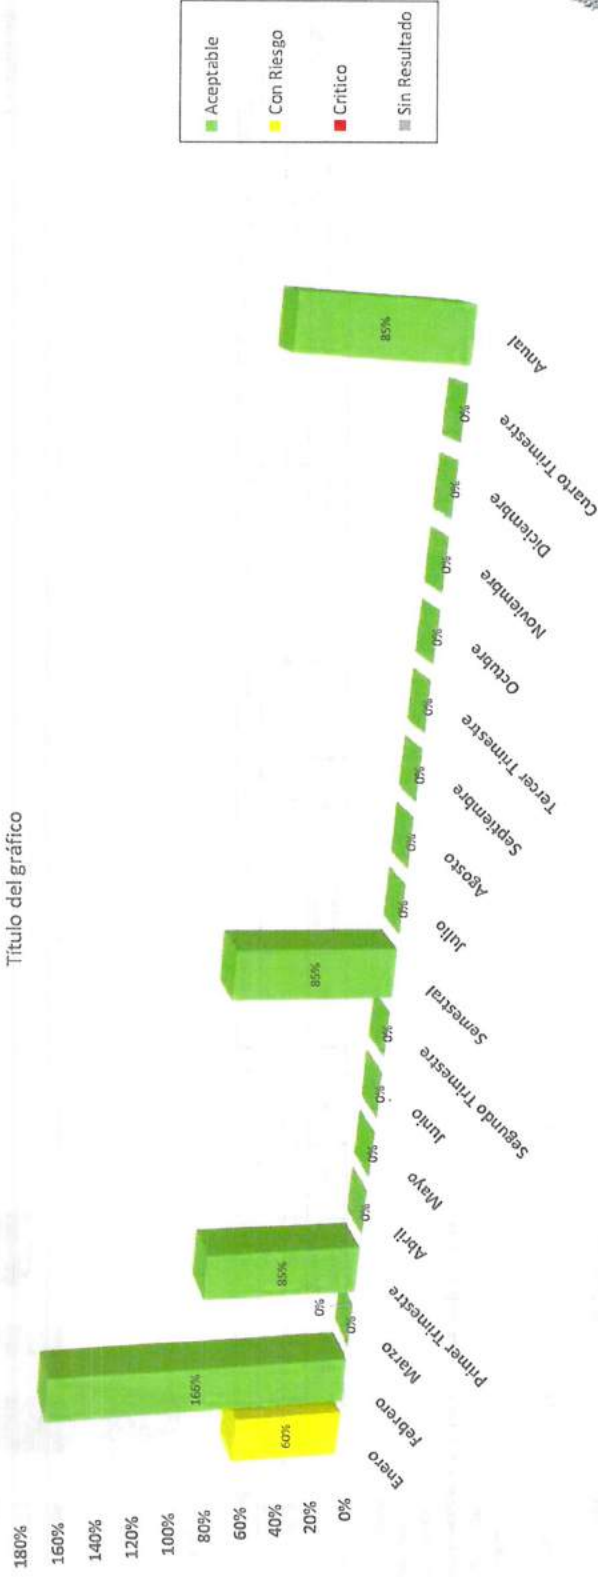 Título del gráfico
180%
160%
140%
120%
100%
80%
60%
40%
20%
0%
60%
166%
0%
0%
85%
0%
0%
0%
0%
85%
0%
0%
0%
0%
0%
0%
0%
0%
85%
Enero
Febrero
Marzo
Primer Trimestre
Abril
Mayo
Junio
Segundo Trimestre
Semestral
Julio
Agosto
Septiembre
Tercer Trimestre
Octubre
Noviembre
Diciembre
Cuarto Trimestre
Anual
Aceptable
Con Riesgo
Crítico
Sin Resultado